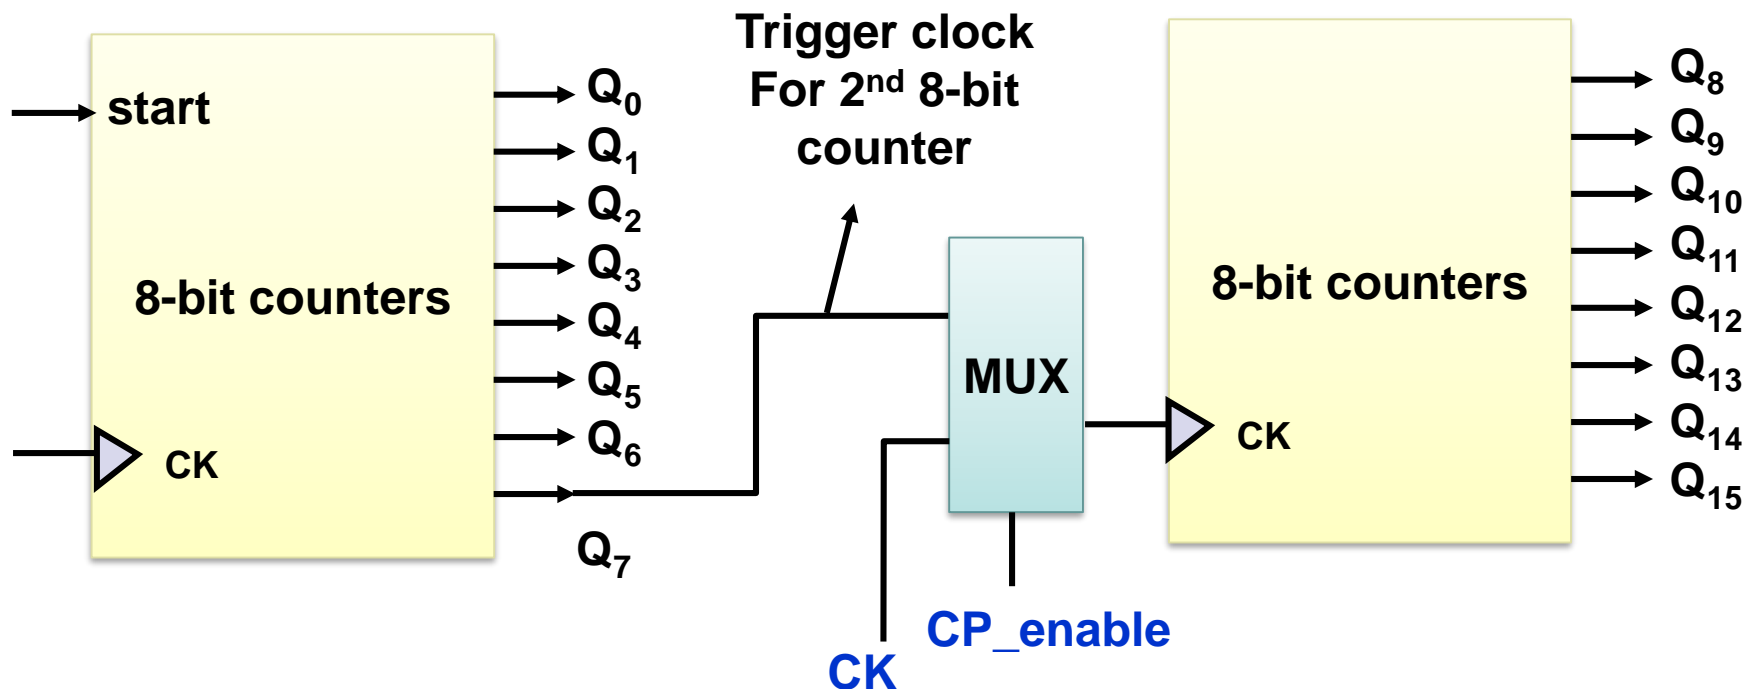 start
8-bit counters
CK
Q0
Q1
Q2
Q3
Q4
Q5
Q6
Q7
Trigger clock
For 2nd 8-bit
counter
MUX
CK
CP_enable
8-bit counters
CK
Q8
Q9
Q10
Q11
Q12
Q13
Q14
Q15